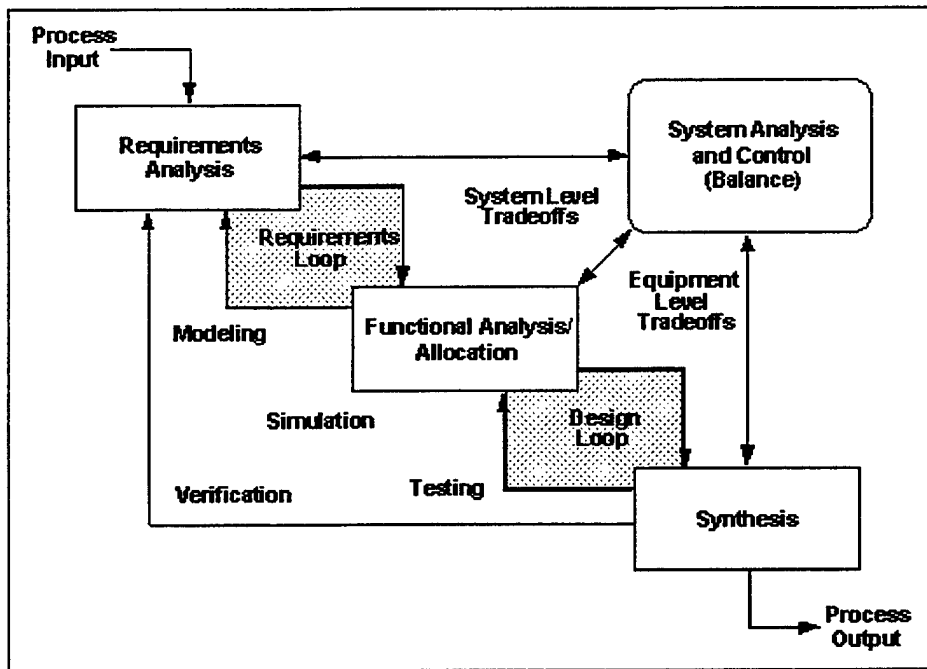 Process
Input
Requirements
Analysis
System Analysis
and Control
(Balance)
System Level
Tradeoffs
Requirements
Loop
Equipment
Level
Tradeoffs
Modeling
Functional Analysis/
Allocation
Simulation
Design
Loop
Verification
Testing
Synthesis
Process
Output